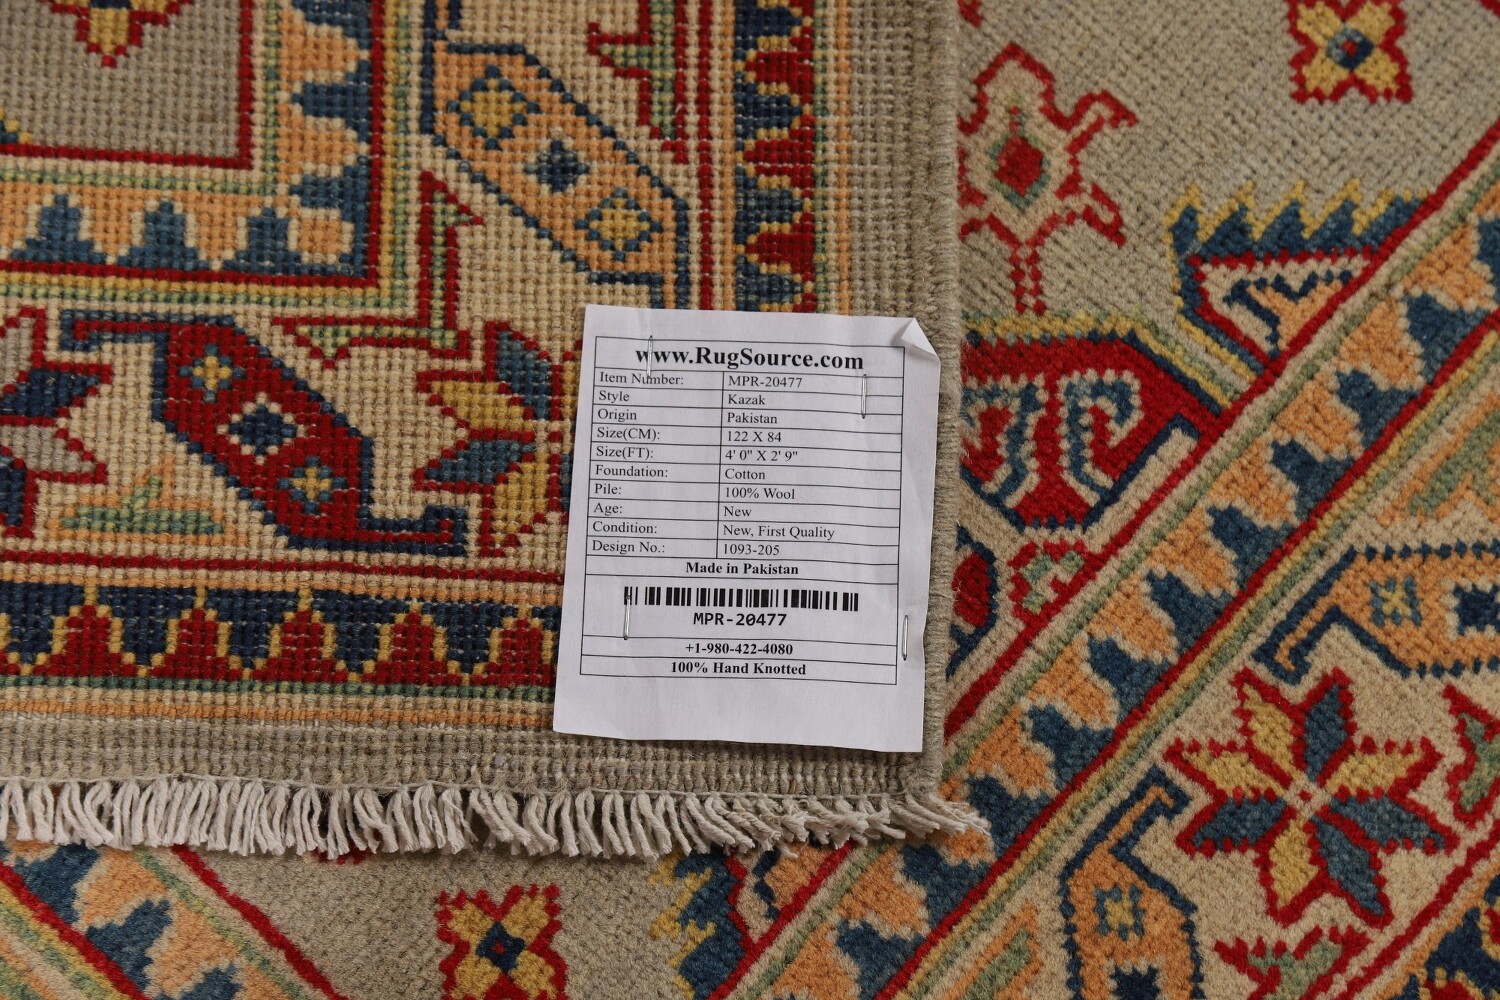 www.RugSource.com
Item Number: MPR-20477
Style Kazak
Origin Pakistan
Size(CM): 122 X 84
Size(FT): 4' 0" X 2' 9"
Foundation: Cotton
Pile: 100% Wool
Age: New
Condition: New, First Quality
Design No.: 1093-205
Made in Pakistan
MPR-20477
+1-980-422-4080
100% Hand Knotted